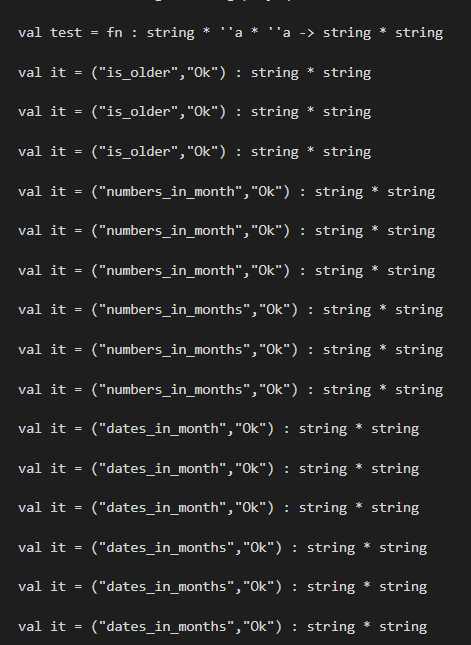 val test = fn : string * ''a * ''a -> string * string
val it = ("is_older","Ok") : string * string
val it = ("is_older","Ok") : string * string
val it = ("is_older","Ok") : string * string
val it = ("numbers_in_month","Ok") : string * string
val it = ("numbers_in_month","Ok") : string * string
val it = ("numbers_in_month","Ok") : string * string
val it = ("numbers_in_months","Ok") : string * string
val it = ("numbers_in_months","Ok") : string * string
val it = ("numbers_in_months","Ok") : string * string
val it = ("dates_in_month","Ok") : string * string
val it = ("dates_in_month","Ok") : string * string
val it = ("dates_in_month","Ok") : string * string
val it = ("dates_in_months","Ok") : string * string
val it = ("dates_in_months","Ok") : string * string
val it = ("dates_in_months","Ok") : string * string